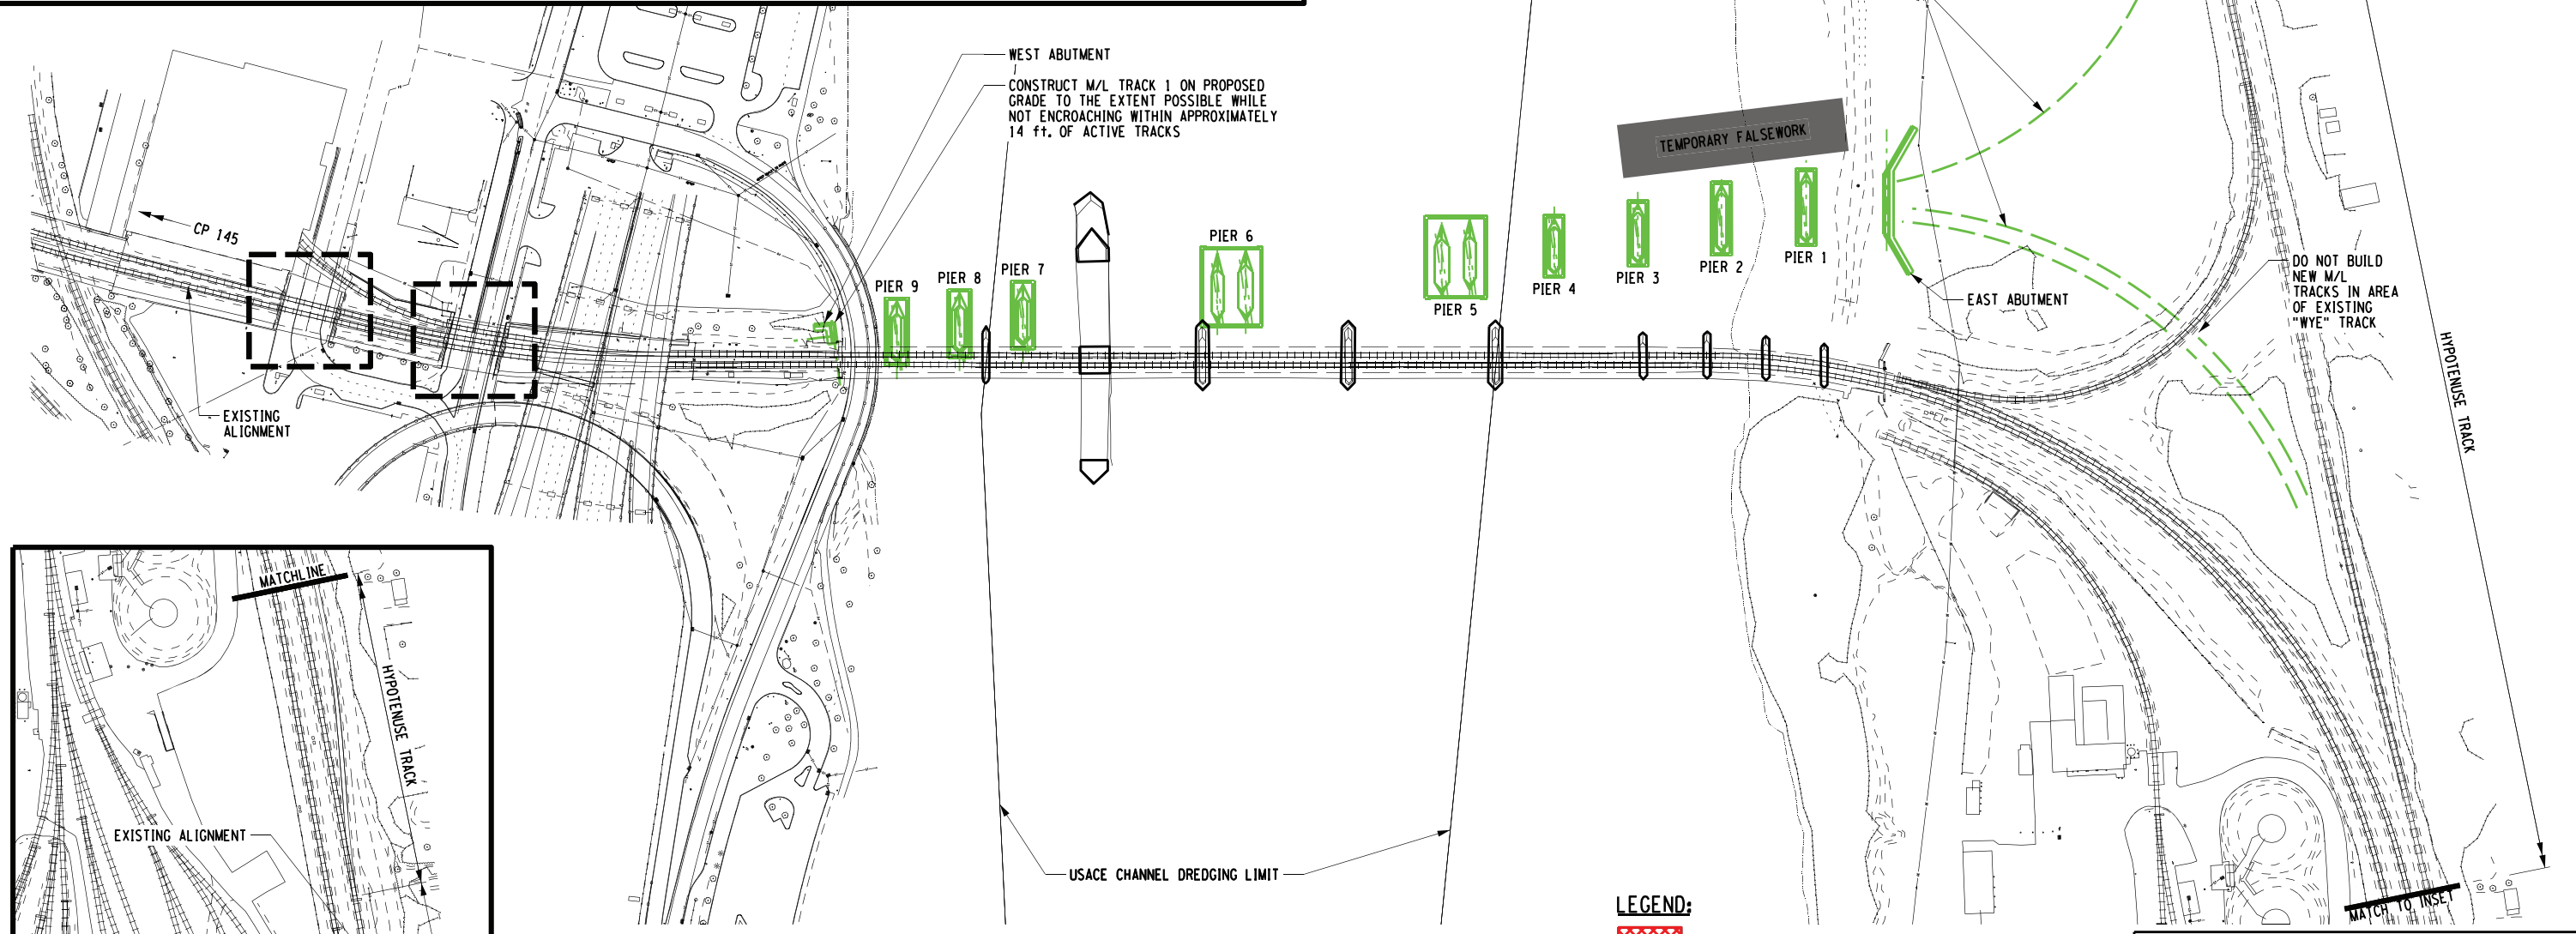 WEST ABUTMENT
CONSTRUCT M/L TRACK 1 ON PROPOSED
GRADE TO THE EXTENT POSSIBLE WHILE
NOT ENCROACHING WITHIN APPROXIMATELY
14 ft. OF ACTIVE TRACKS
TEMPORARY FALSEWORK
CP 145
PIER 9
PIER 8
PIER 7
PIER 6
PIER 5
PIER 4
PIER 3
PIER 2
PIER 1
EAST ABUTMENT
DO NOT BUILD
NEW M/L
TRACKS IN AREA
OF EXISTING
"WYE" TRACK
HYPOTENUSE TRACK
EXISTING
ALIGNMENT
MATCHLINE
HYPOTENUSE TRACK
EXISTING ALIGNMENT
USACE CHANNEL DREDGING LIMIT
LEGEND:
MATCH TO INSET